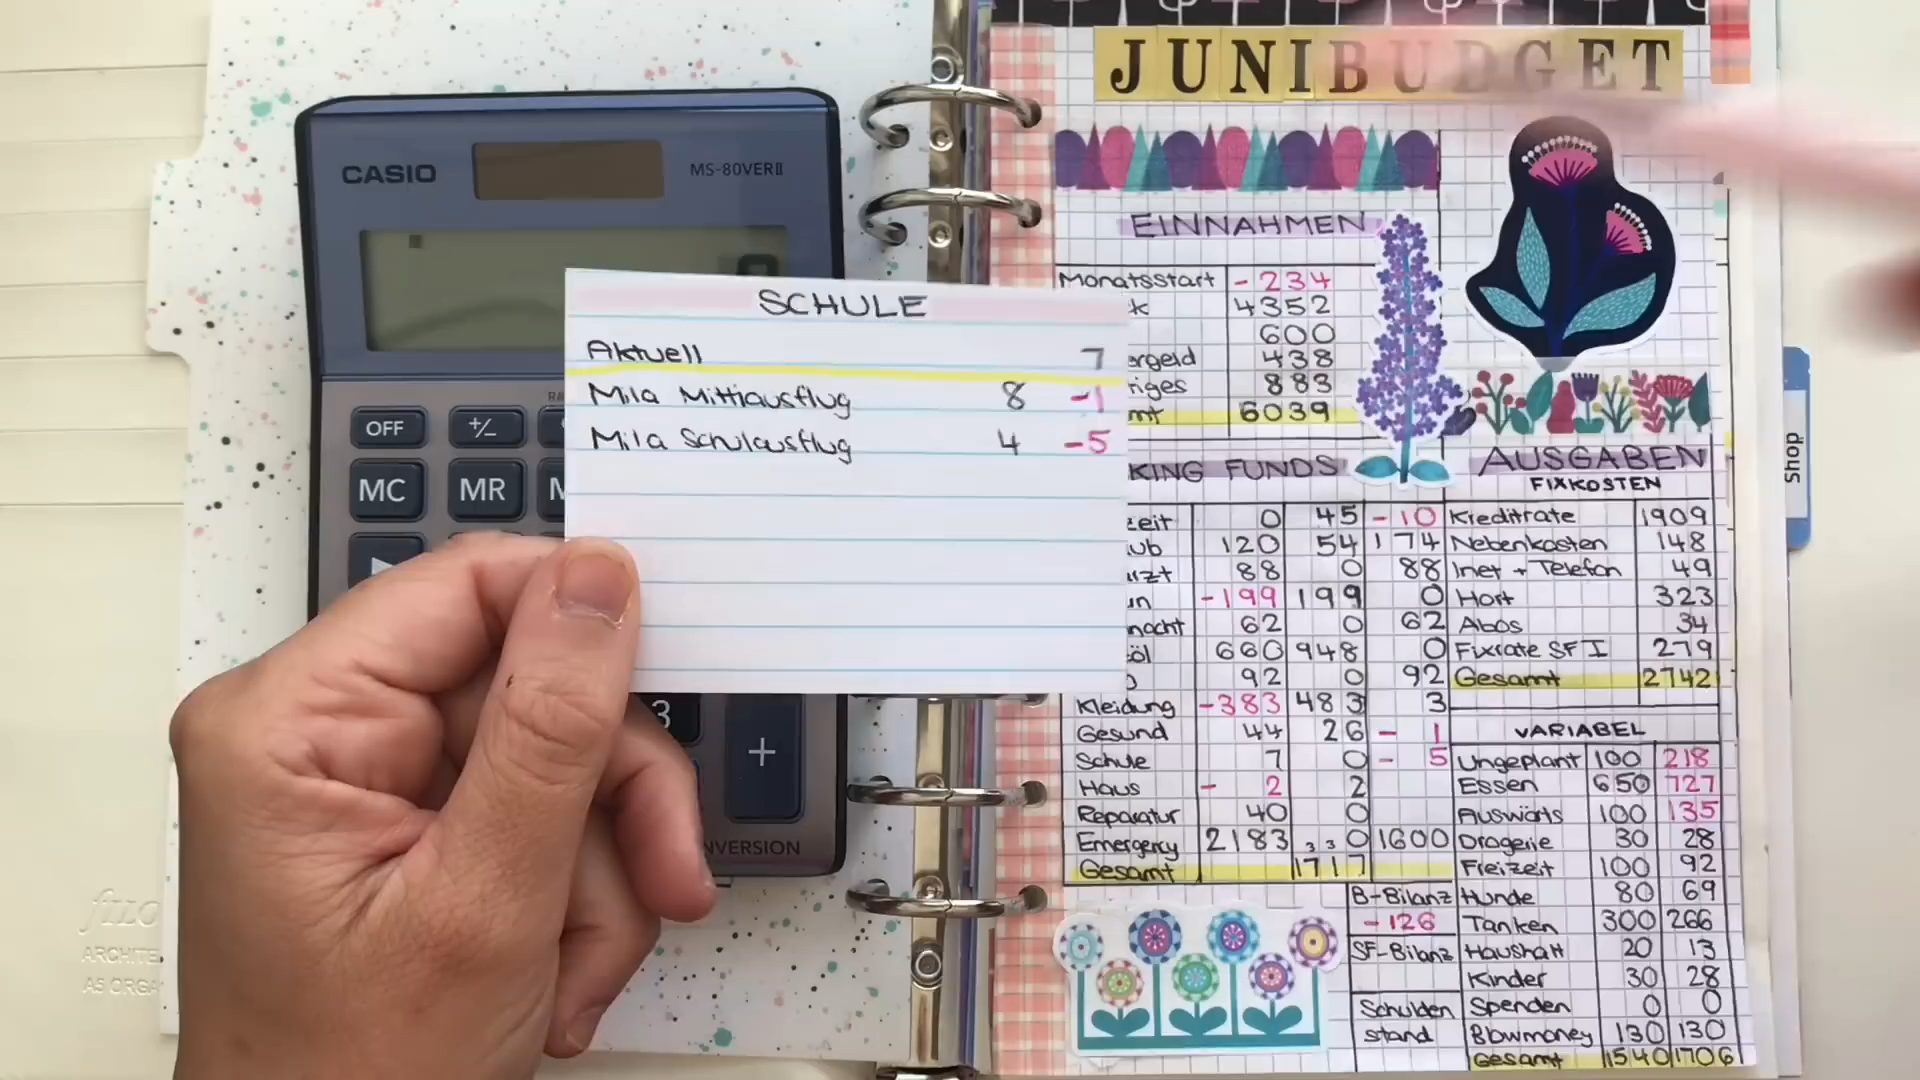 JUNIBUDGET
CASIO
MS-80VERII
EINNAHMEN
Monatsstart - 234
4352
600
438
883
6039
SCHULE
Aktuell 7
Mila Mittiausflug 8 -1
Mila Schulausflug 4 -5
OFF +/-
MC MR
3
+
Shop
KING FUNDS
0 45 -10
120 54 174
88 0 88
-199 199 0
62 0 62
660 948 0
92 0 92
Kleidung -383 483 3
Gesund 44 26 - 1
Schule 7 0 - 5
Haus - 2 2
Reparatur 40 0
Emergency 2183 330 1600
Gesamt 1717
AUSGABEN
FIXKOSTEN
Kreditrate 1909
Nebenkosten 148
Inet + Telefon 49
Hort 323
Abos 34
Fixrate SF I 279
Gesamt 2742
VARIABEL
Ungeplant 100 218
Essen 650 727
Auswärts 100 135
Drogerie 30 28
Freizeit 100 92
Hunde 80 69
Tanken 300 266
Haushalt 20 13
Kinder 30 28
Spenden 0 0
Blowmoney 130 130
Gesamt 1540 1706
B-Bilanz
-126
SF-Bilanz
Schulden
stand